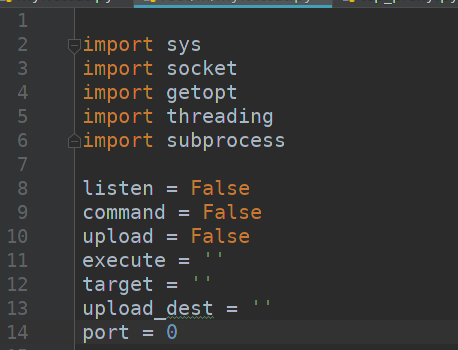 1
2 import sys
3 import socket
4 import getopt
5 import threading
6 import subprocess
7
8 listen = False
9 command = False
10 upload = False
11 execute = ''
12 target = ''
13 upload_dest = ''
14 port = 0